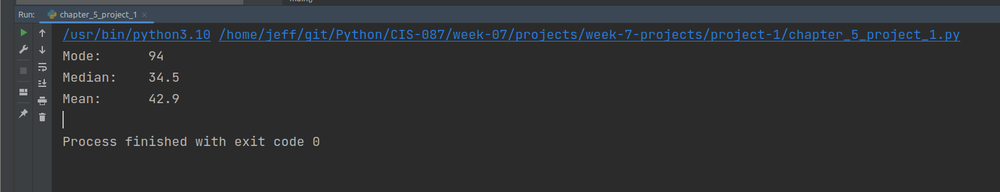 main()
Run: chapter_5_project_1 ×
/usr/bin/python3.10 /home/jeff/git/Python/CIS-087/week-07/projects/week-7-projects/project-1/chapter_5_project_1.py
Mode: 94
Median: 34.5
Mean: 42.9
Process finished with exit code 0